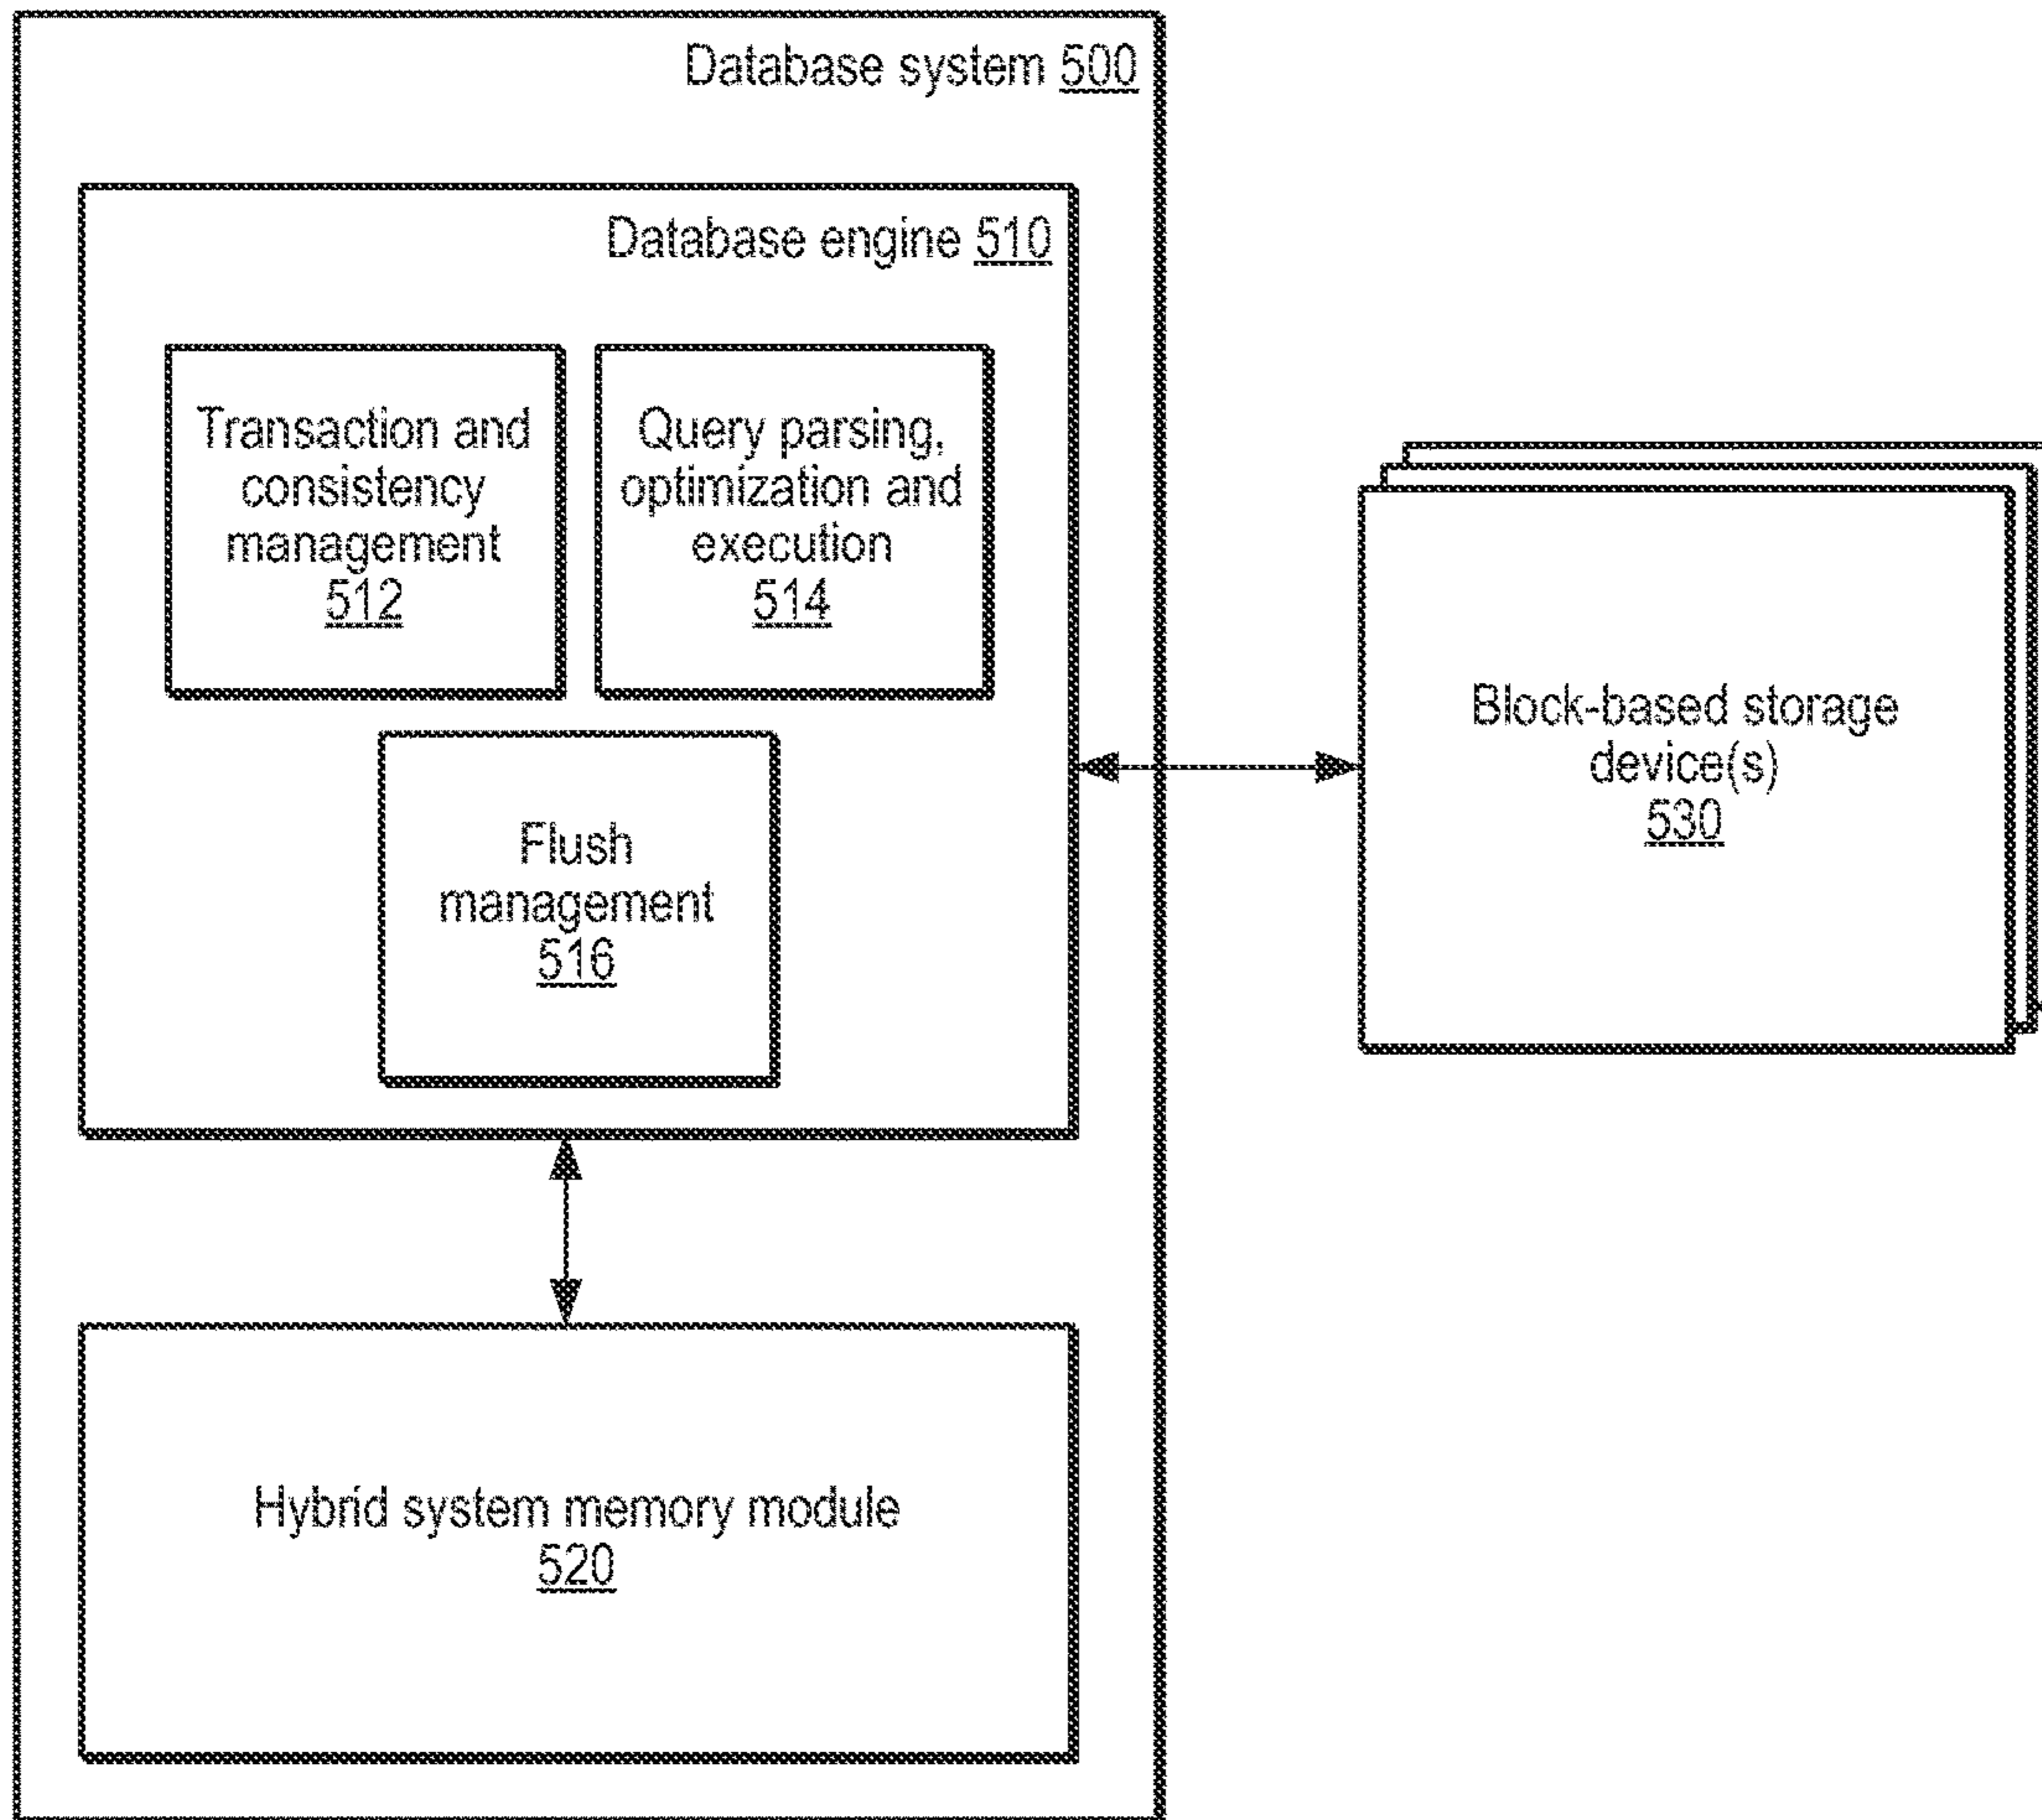 Database system 500
Database engine 510
Transaction and
consistency
management
512
Query parsing,
optimization and
execution
514
Flush
management
516
Block-based storage
device(s)
530
Hybrid system memory module
520